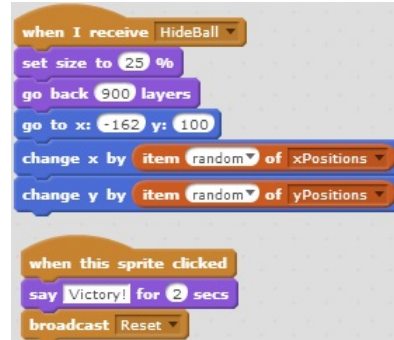 when I receive HideBall
set size to 25 %
go back 900 layers
go to x: -162 y: 100
change x by item random of xPositions
change y by item random of yPositions
when this sprite clicked
say Victory! for 2 secs
broadcast Reset